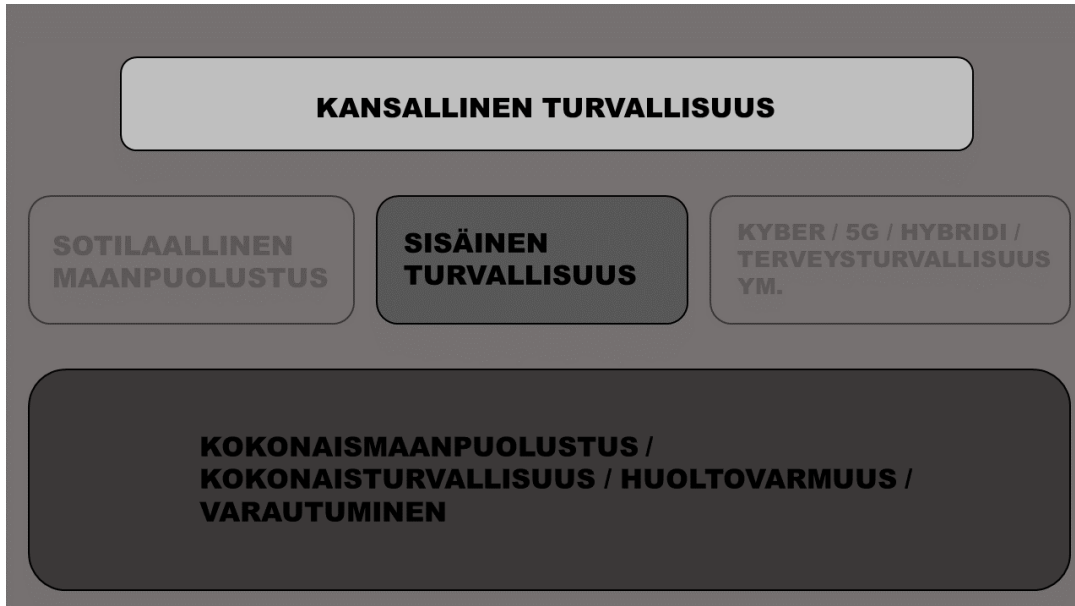 KANSALLINEN TURVALLISUUS
SOTILAALLINEN
MAANPUOLUSTUS
SISÄINEN
TURVALLISUUS
KYBER / 5G / HYBRIDI /
TERVEYSTURVALLISUUS
YM.
KOKONAISMAANPUOLUSTUS /
KOKONAISTURVALLISUUS / HUOLTOVARMUUS /
VARAUTUMINEN